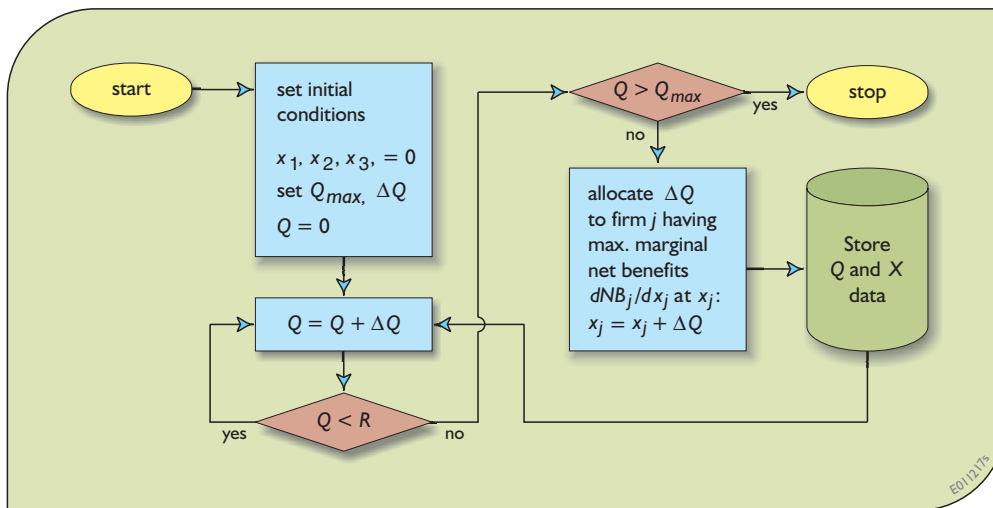 start
set initial
conditions
x1, x2, x3, = 0
set Qmax, ΔQ
Q = 0
Q = Q + ΔQ
Q < R
yes
no
Q > Qmax
yes
no
stop
allocate ΔQ
to firm j having
max. marginal
net benefits
dNBj/dxj at xj:
xj = xj + ΔQ
Store
Q and X
data
E011217s